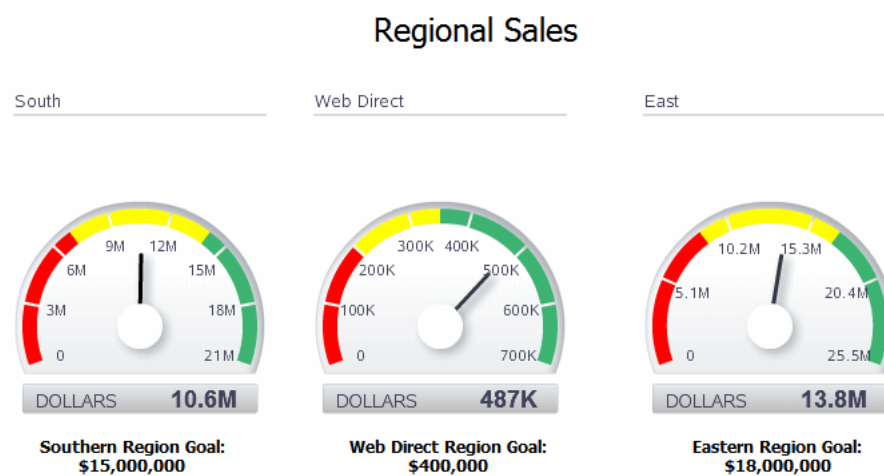 Regional Sales
South
Web Direct
East
0
3M
6M
9M
12M
15M
18M
21M
DOLLARS 10.6M
Southern Region Goal:
$15,000,000
0
100K
200K
300K
400K
500K
600K
700K
DOLLARS 487K
Web Direct Region Goal:
$400,000
0
5.1M
10.2M
15.3M
20.4M
25.5M
DOLLARS 13.8M
Eastern Region Goal:
$18,000,000